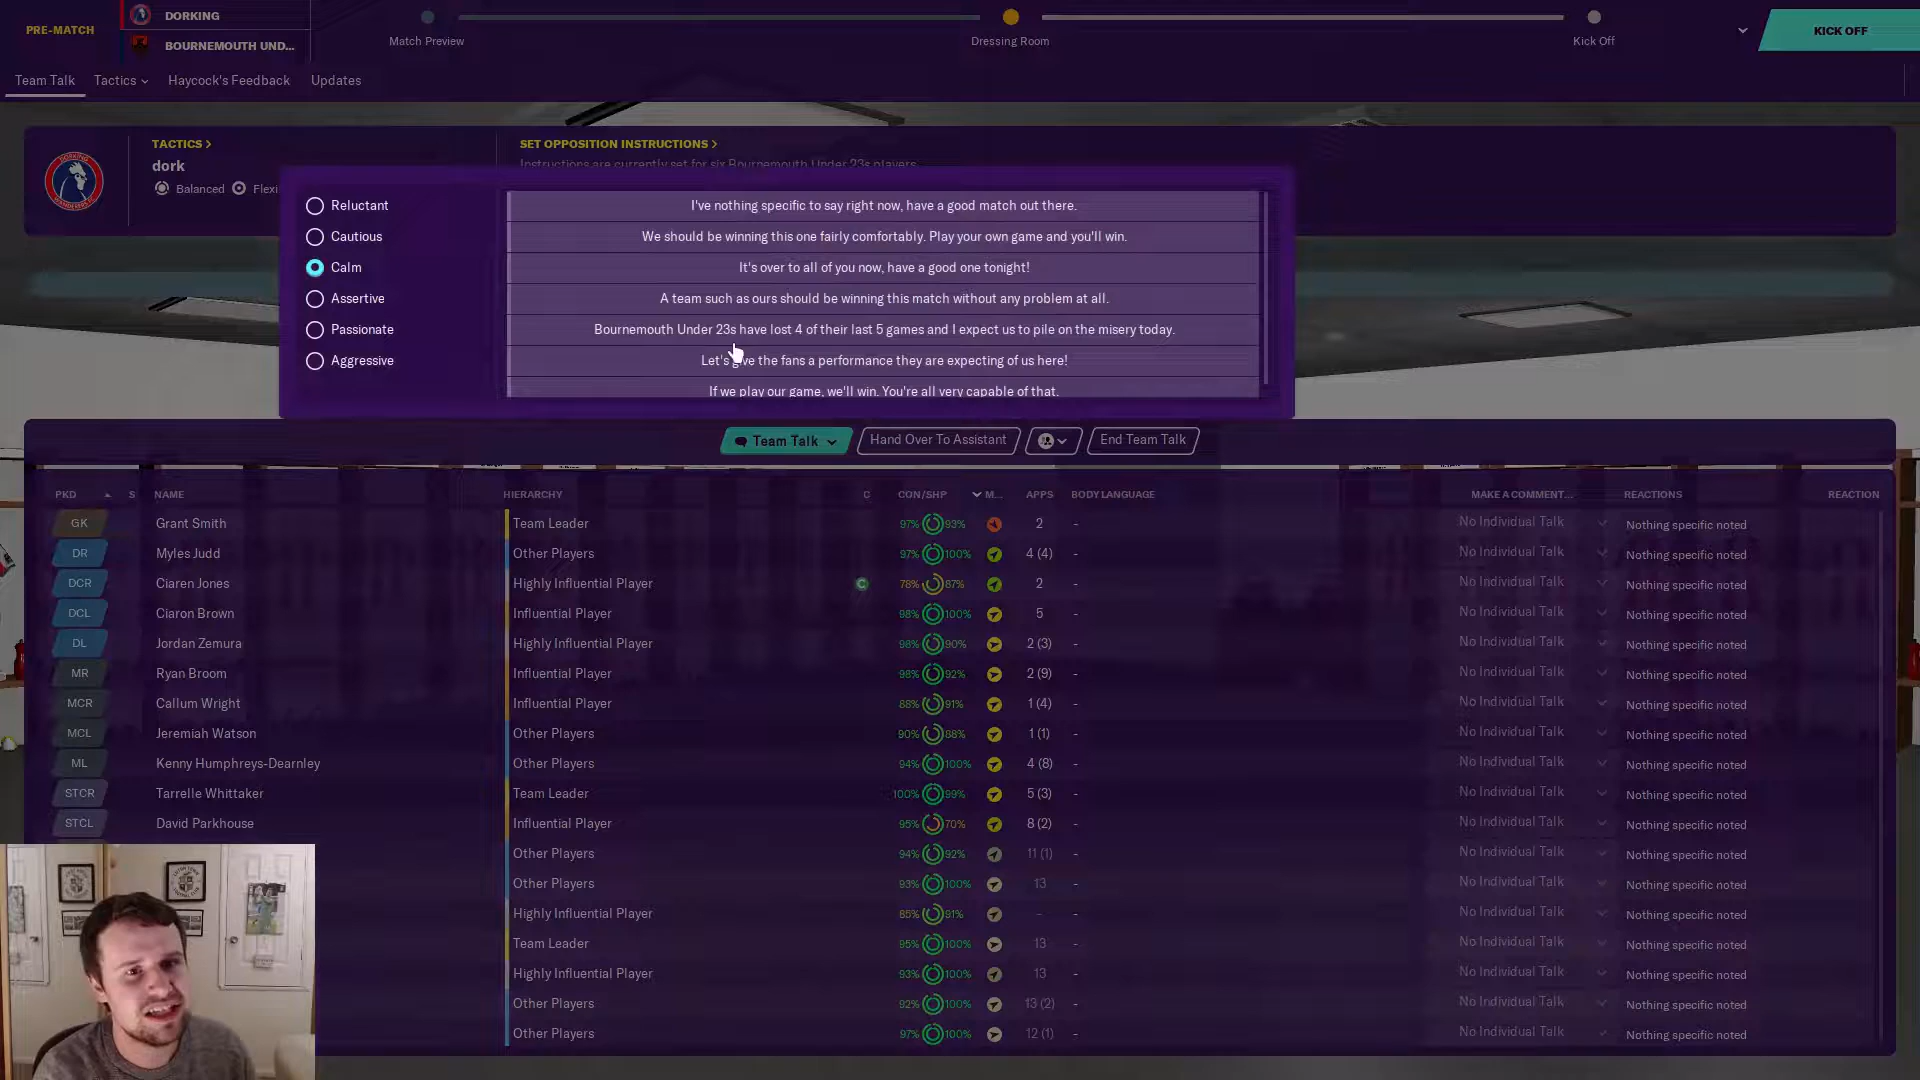 PRE-MATCH
DORKING
BOURNEMOUTH UND...
Match Preview
Dressing Room
Kick Off
KICK OFF
Team Talk
Tactics
Haycock's Feedback
Updates
TACTICS >
dork
Balanced
Flexi
SET OPPOSITION INSTRUCTIONS >
Instructions are currently set for six Bournemouth Under 23s players
Reluctant
Cautious
Calm
Assertive
Passionate
Aggressive
I've nothing specific to say right now, have a good match out there.
We should be winning this one fairly comfortably. Play your own game and you'll win.
It's over to all of you now, have a good one tonight!
A team such as ours should be winning this match without any problem at all.
Bournemouth Under 23s have lost 4 of their last 5 games and I expect us to pile on the misery today.
Let's give the fans a performance they are expecting of us here!
If we play our game, we'll win. You're all very capable of that.
Team Talk
Hand Over To Assistant
End Team Talk
PKD S NAME HIERARCHY C CON/SHP M... APPS BODY LANGUAGE MAKE A COMMENT... REACTIONS REACTION
GK Grant Smith Team Leader 97% 93% 2 - No Individual Talk Nothing specific noted
DR Myles Judd Other Players 97% 100% 4 (4) - No Individual Talk Nothing specific noted
DCR Ciaren Jones Highly Influential Player C 78% 87% 2 - No Individual Talk Nothing specific noted
DCL Ciaron Brown Influential Player 98% 100% 5 - No Individual Talk Nothing specific noted
DL Jordan Zemura Highly Influential Player 98% 90% 2 (3) - No Individual Talk Nothing specific noted
MR Ryan Broom Influential Player 98% 92% 2 (9) - No Individual Talk Nothing specific noted
MCR Callum Wright Influential Player 88% 91% 1 (4) - No Individual Talk Nothing specific noted
MCL Jeremiah Watson Other Players 90% 88% 1 (1) - No Individual Talk Nothing specific noted
ML Kenny Humphreys-Dearnley Other Players 94% 100% 4 (8) - No Individual Talk Nothing specific noted
STCR Tarrelle Whittaker Team Leader 100% 99% 5 (3) - No Individual Talk Nothing specific noted
STCL David Parkhouse Influential Player 95% 70% 8 (2) - No Individual Talk Nothing specific noted
Other Players 94% 92% 11 (1) - No Individual Talk Nothing specific noted
Other Players 93% 100% 13 - No Individual Talk Nothing specific noted
Highly Influential Player 85% 91% - - No Individual Talk Nothing specific noted
Team Leader 95% 100% 13 - No Individual Talk Nothing specific noted
Highly Influential Player 93% 100% 13 - No Individual Talk Nothing specific noted
Other Players 92% 100% 13 (2) - No Individual Talk Nothing specific noted
Other Players 97% 100% 12 (1) - No Individual Talk Nothing specific noted